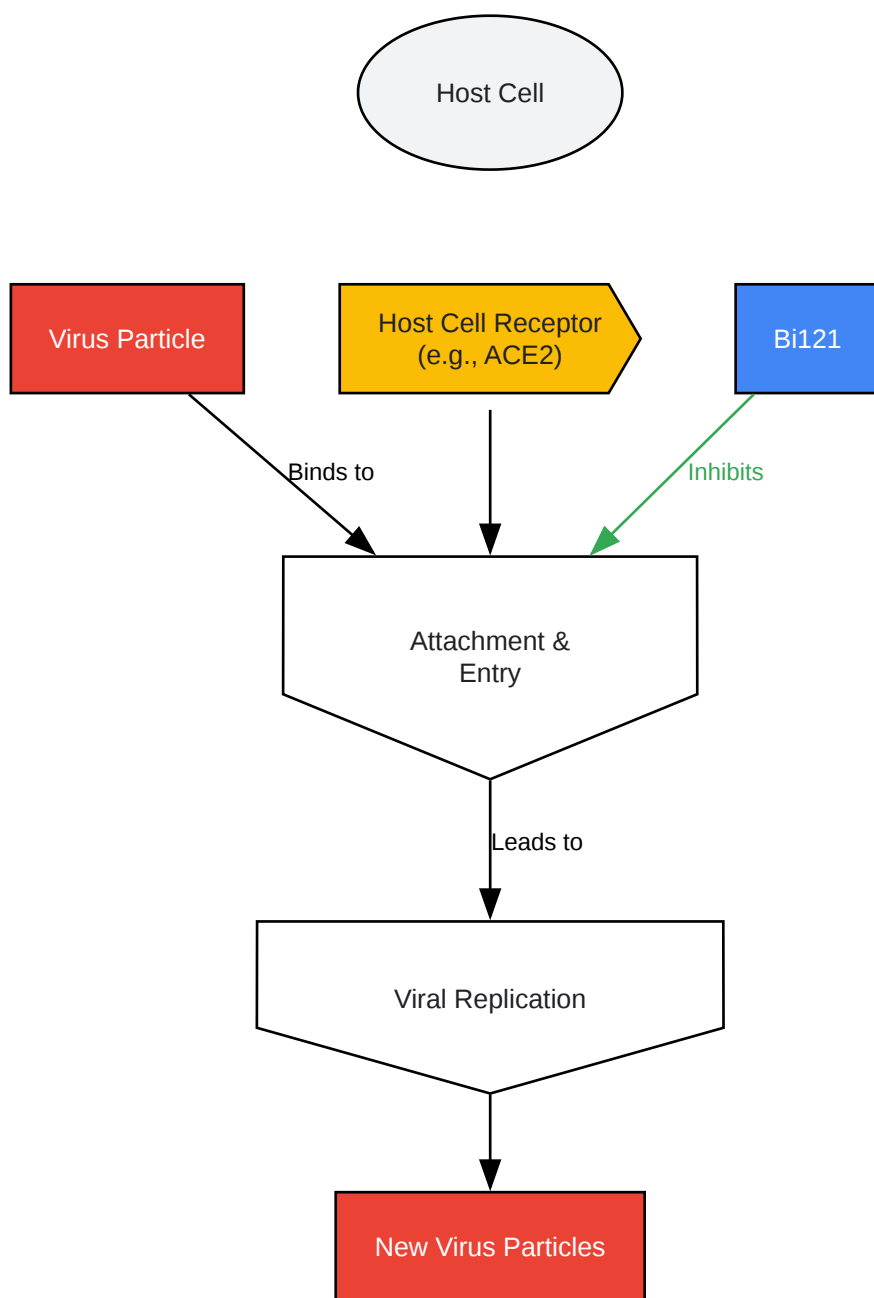 Host Cell
Virus Particle
Host Cell Receptor
(e.g., ACE2)
Bi121
Binds to
Inhibits
Attachment &
Entry
Leads to
Viral Replication
New Virus Particles